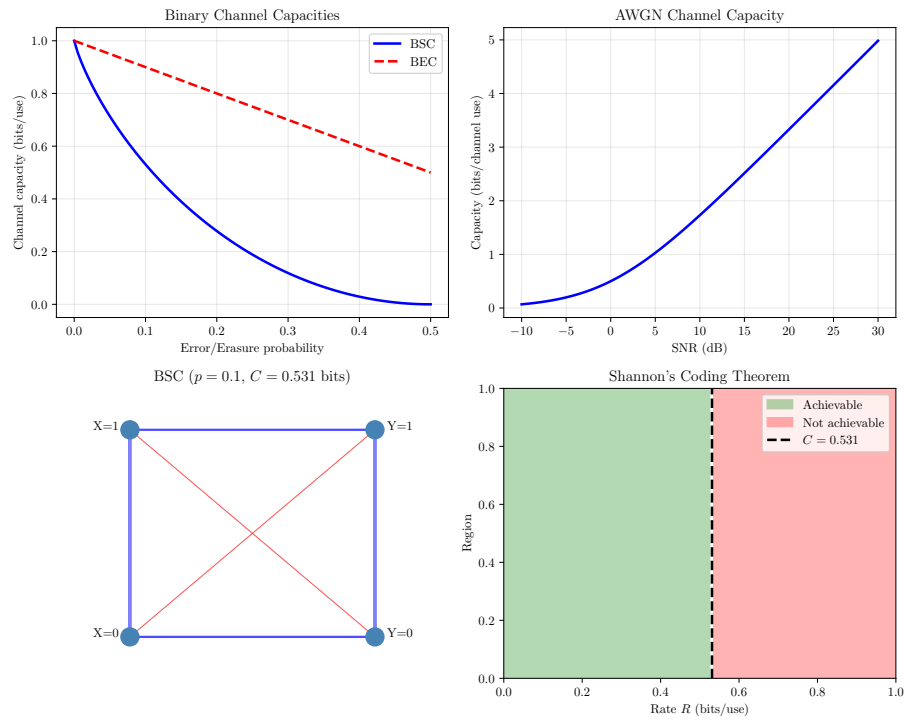 Binary Channel Capacities
1.0
0.8
0.6
0.4
0.2
0.0
Channel capacity (bits/use)
BSC
BEC
0.0 0.1 0.2 0.3 0.4 0.5
Error/Erasure probability
AWGN Channel Capacity
5
4
3
2
1
0
Capacity (bits/channel use)
−10 −5 0 5 10 15 20 25 30
SNR (dB)
BSC (p = 0.1, C = 0.531 bits)
X=1 Y=1
X=0 Y=0
Shannon's Coding Theorem
1.0
0.8
0.6
0.4
0.2
0.0
Region
Achievable
Not achievable
C = 0.531
0.0 0.2 0.4 0.6 0.8 1.0
Rate R (bits/use)